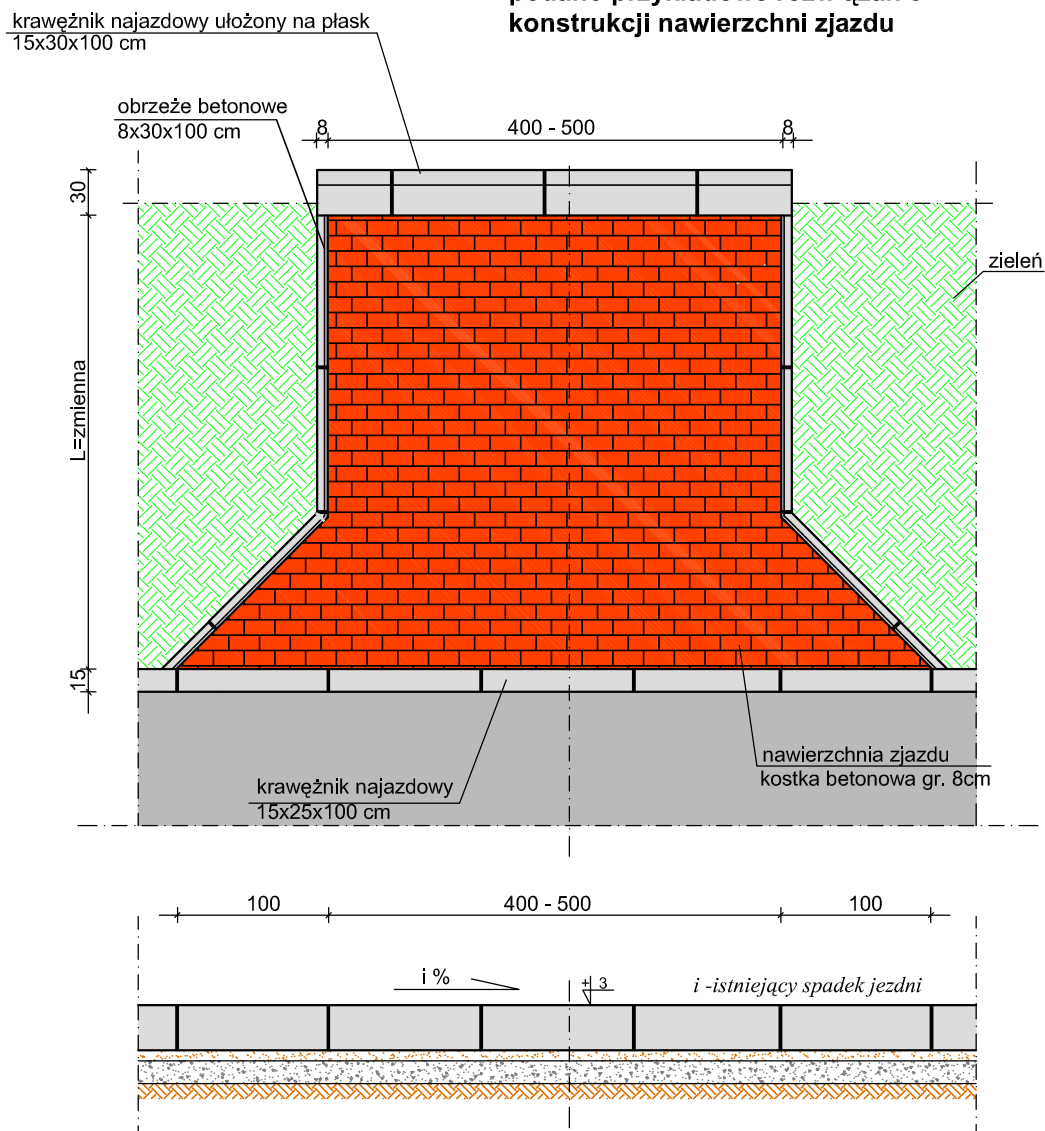 konstrukcji nawierzchni zjazdu
krawężnik najazdowy ułożony na płask
15x30x100 cm
obrzeże betonowe
8x30x100 cm
8
400 - 500
8
30
zieleń
L=zmienna
15
nawierzchnia zjazdu
kostka betonowa gr. 8cm
krawężnik najazdowy
15x25x100 cm
100
400 - 500
100
i %
+ 3
i -istniejący spadek jezdni